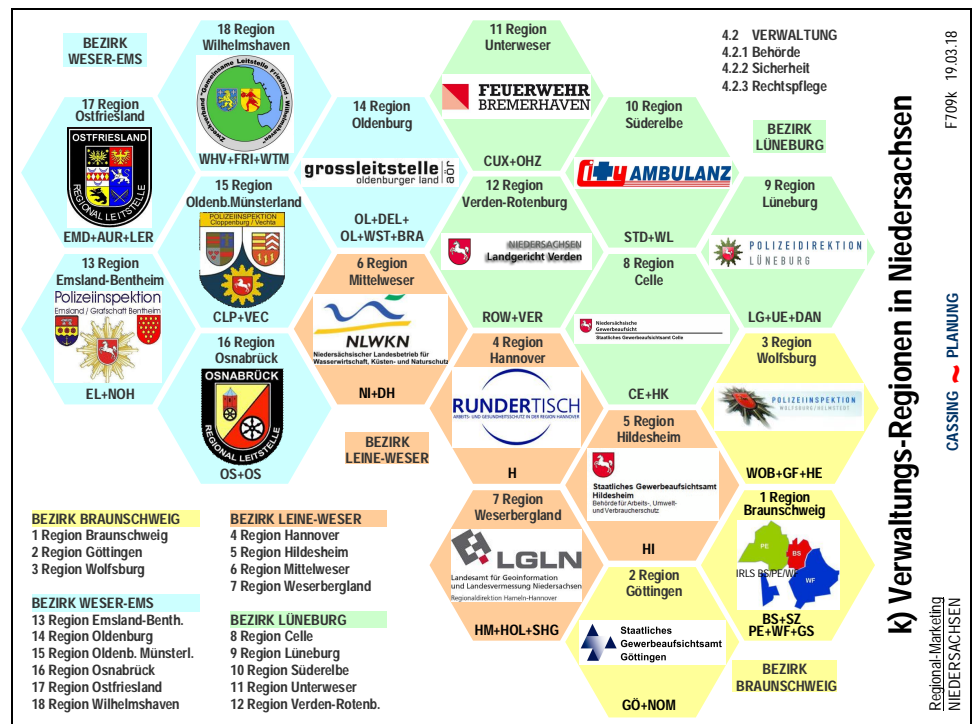 BEZIRK
WESER-EMS
18 Region
Wilhelmshaven
Zweckverband "Gemeinsame Leitstelle Friesland - Wilhelmshaven"
WHV+FRI+WTM
11 Region
Unterweser
FEUERWEHR
BREMERHAVEN
CUX+OHZ
4.2 VERWALTUNG
4.2.1 Behörde
4.2.2 Sicherheit
4.2.3 Rechtspflege
17 Region
Ostfriesland
OSTFRIESLAND
REGIONAL LEITSTELLE
EMD+AUR+LER
14 Region
Oldenburg
grossleitstelle
oldenburger land
aör
OL+DEL+
OL+WST+BRA
10 Region
Süderelbe
City AMBULANZ
STD+WL
BEZIRK
LÜNEBURG
15 Region
Oldenb.Münsterland
POLIZEIINSPEKTION
Cloppenburg / Vechta
CLP+VEC
12 Region
Verden-Rotenburg
NIEDERSACHSEN
Landgericht Verden
ROW+VER
9 Region
Lüneburg
POLIZEIDIREKTION
LÜNEBURG
LG+UE+DAN
13 Region
Emsland-Bentheim
Polizeiinspektion
Emsland / Grafschaft Bentheim
EL+NOH
6 Region
Mittelweser
NLWKN
Niedersächsischer Landesbetrieb für
Wasserwirtschaft, Küsten- und Naturschutz
NI+DH
8 Region
Celle
Niedersächsische
Gewerbeaufsicht
Staatliches Gewerbeaufsichtsamt Celle
CE+HK
16 Region
Osnabrück
OSNABRÜCK
REGIONAL LEITSTELLE
OS+OS
4 Region
Hannover
RUNDERTISCH
ARBEITS- UND GESUNDHEITSSCHUTZ IN DER REGION HANNOVER
H
3 Region
Wolfsburg
POLIZEIINSPEKTION
WOLFSBURG/HELMSTEDT
WOB+GF+HE
BEZIRK
LEINE-WESER
5 Region
Hildesheim
Staatliches Gewerbeaufsichtsamt
Hildesheim
Behörde für Arbeits-, Umwelt-
und Verbraucherschutz
HI
7 Region
Weserbergland
LGLN
Landesamt für Geoinformation
und Landesvermessung Niedersachsen
Regionaldirektion Hameln-Hannover
HM+HOL+SHG
1 Region
Braunschweig
PE
BS
WF
IRLS BS/PE/WF
BS+SZ
PE+WF+GS
2 Region
Göttingen
Staatliches
Gewerbeaufsichtsamt
Göttingen
GÖ+NOM
BEZIRK
BRAUNSCHWEIG
BEZIRK BRAUNSCHWEIG
1 Region Braunschweig
2 Region Göttingen
3 Region Wolfsburg
BEZIRK LEINE-WESER
4 Region Hannover
5 Region Hildesheim
6 Region Mittelweser
7 Region Weserbergland
BEZIRK WESER-EMS
13 Region Emsland-Benth.
14 Region Oldenburg
15 Region Oldenb. Münsterl.
16 Region Osnabrück
17 Region Ostfriesland
18 Region Wilhelmshaven
BEZIRK LÜNEBURG
8 Region Celle
9 Region Lüneburg
10 Region Süderelbe
11 Region Unterweser
12 Region Verden-Rotenb.
k) Verwaltungs-Regionen in Niedersachsen
F709k 19.03.18
CASSING ~ PLANUNG
Regional-Marketing
NIEDERSACHSEN